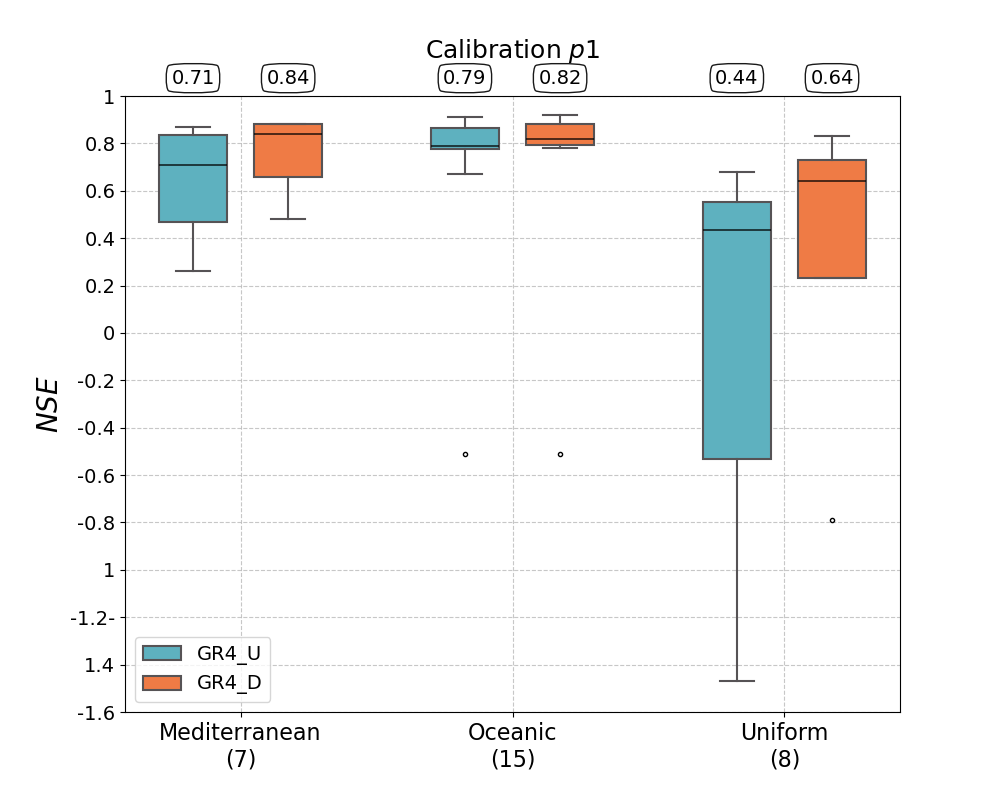 Calibration p1
0.71 0.84 0.79 0.82 0.44 0.64
1
0.8
0.6
0.4
0.2
0
-0.2
-0.4
-0.6
-0.8
1
-1.2-
1.4
-1.6
NSE
GR4_U
GR4_D
Mediterranean Oceanic Uniform
(7) (15) (8)